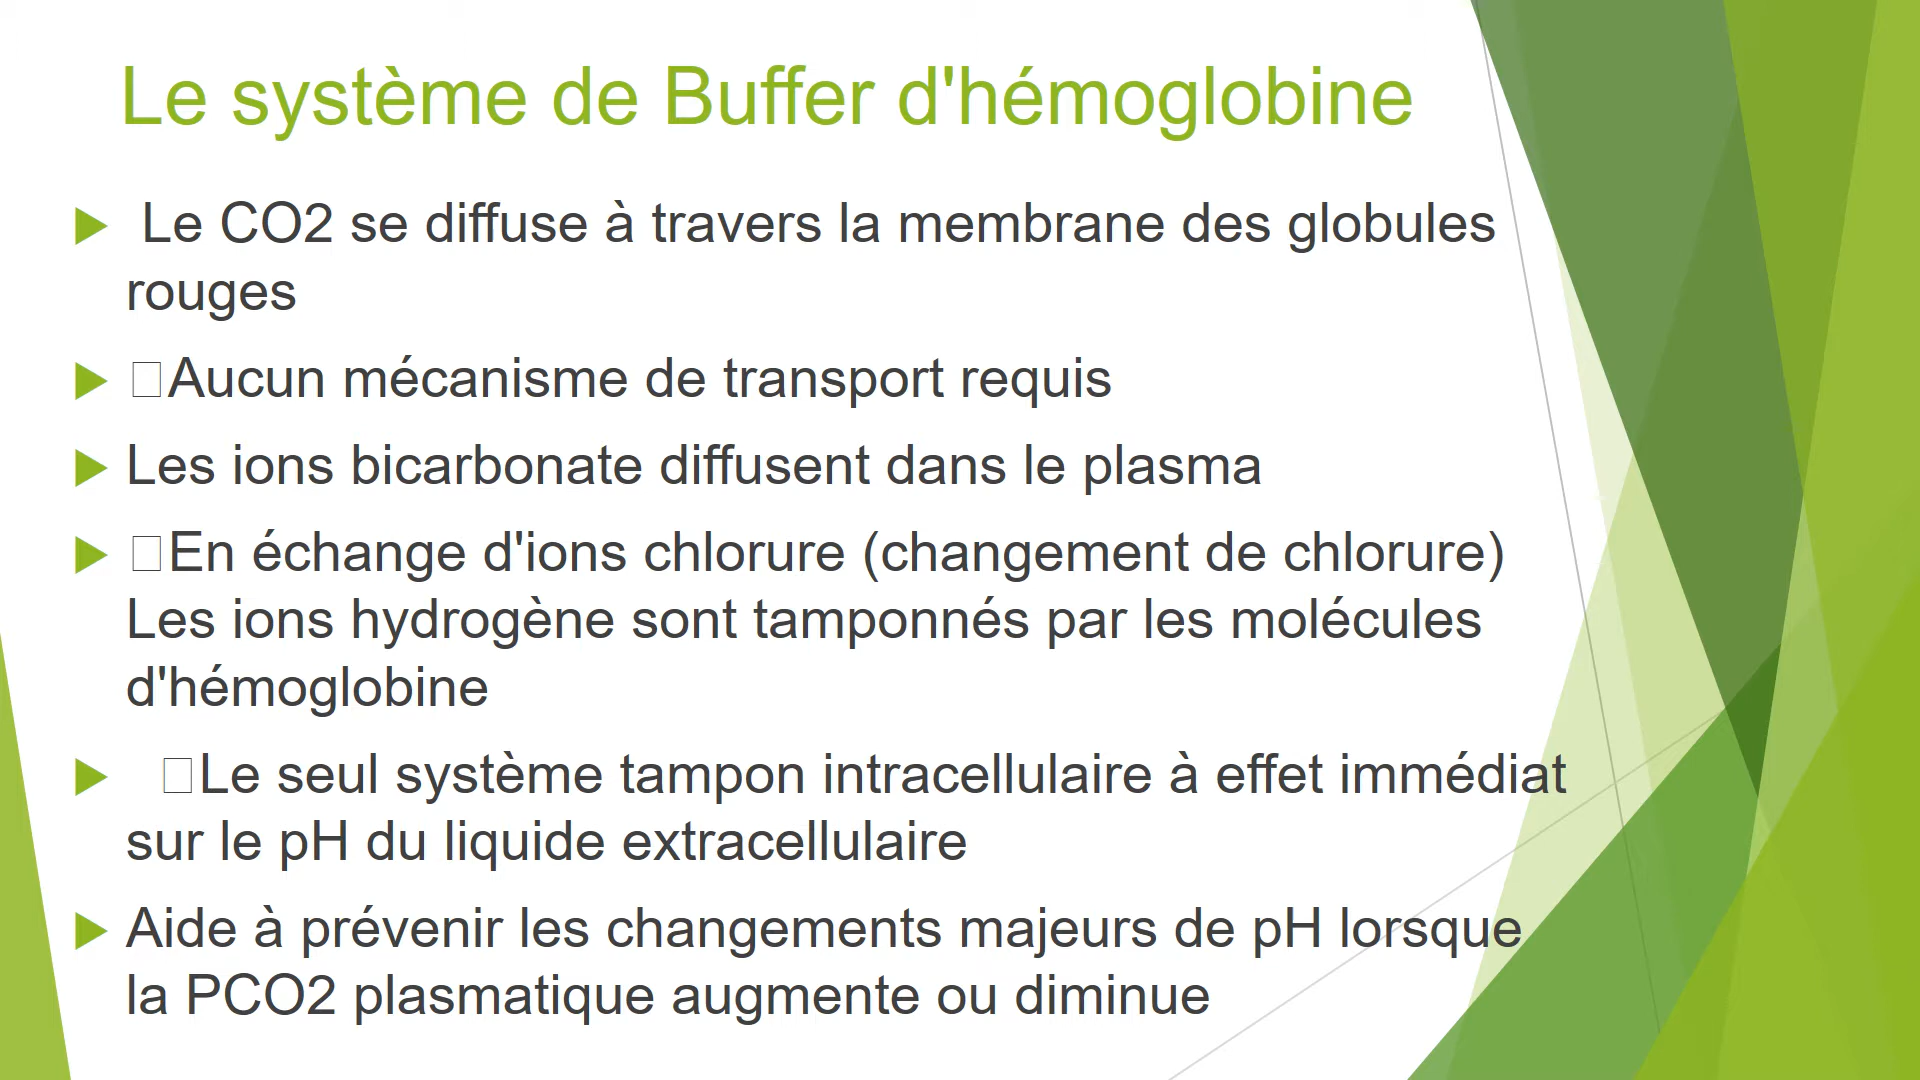 Le système de Buffer d'hémoglobine
Le CO2 se diffuse à travers la membrane des globules
rouges
Aucun mécanisme de transport requis
Les ions bicarbonate diffusent dans le plasma
En échange d'ions chlorure (changement de chlorure)
Les ions hydrogène sont tamponnés par les molécules
d'hémoglobine
Le seul système tampon intracellulaire à effet immédiat
sur le pH du liquide extracellulaire
Aide à prévenir les changements majeurs de pH lorsque
la PCO2 plasmatique augmente ou diminue